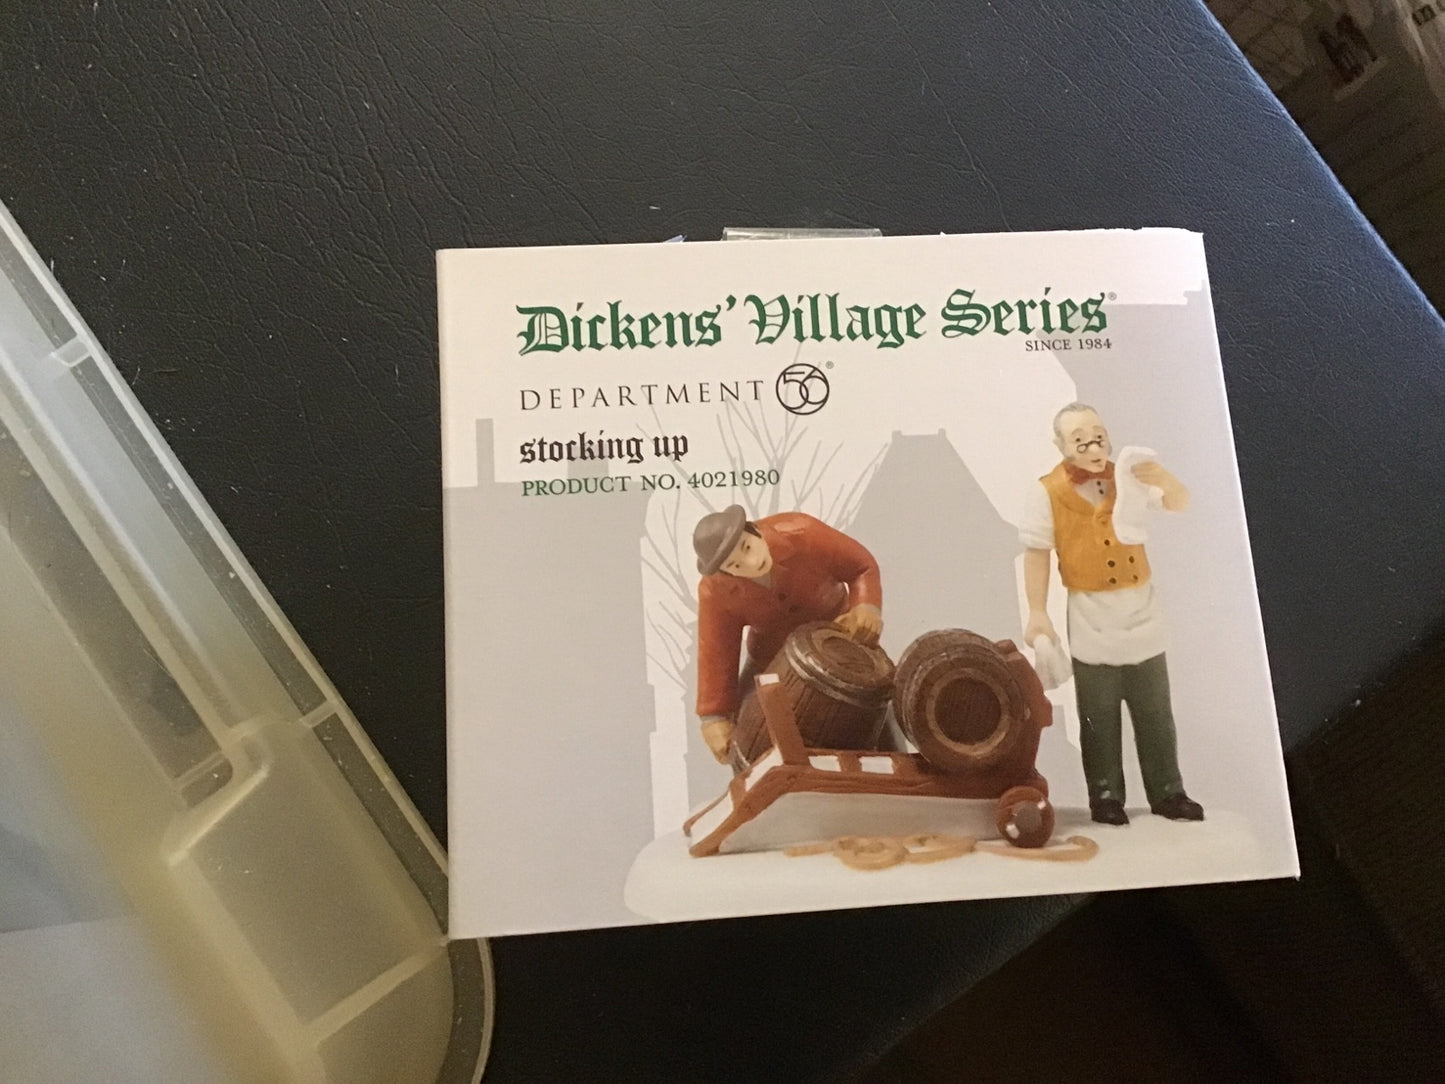 Dickens' Village Series®
SINCE 1984
DEPARTMENT 56®
stocking up
PRODUCT NO. 4021980